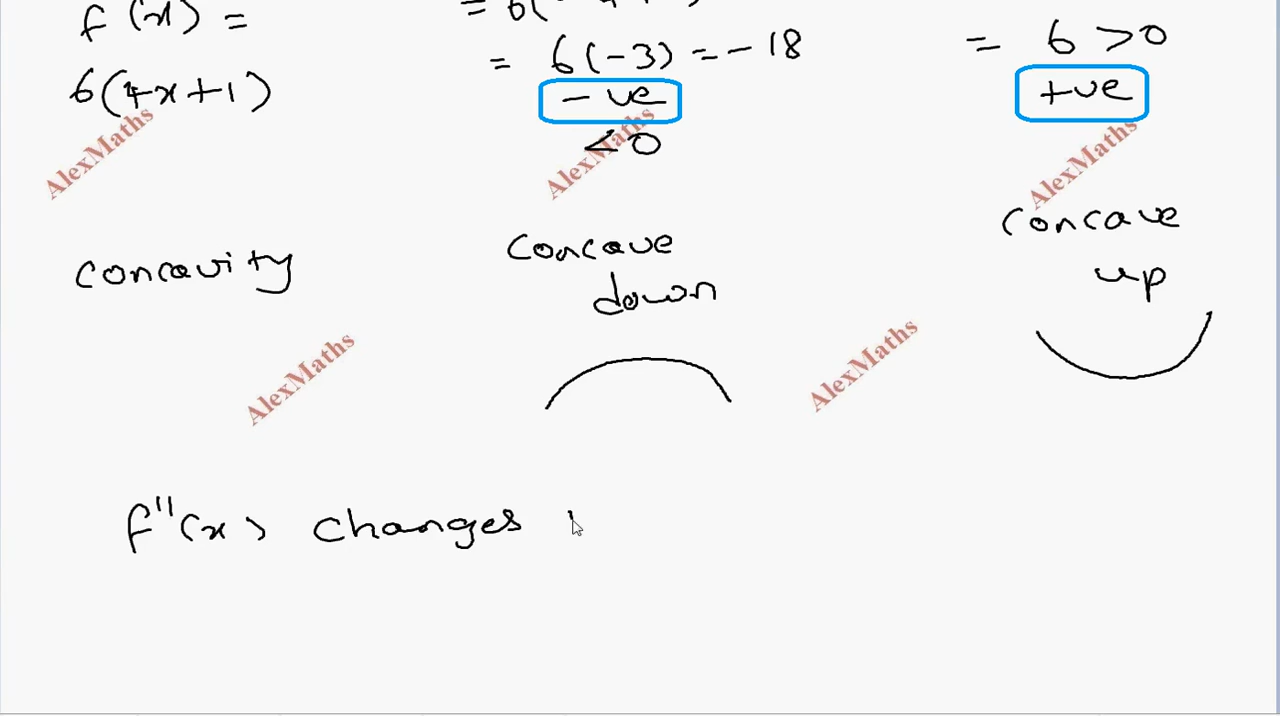 f (x) =
= 6(
6(4x+1)
= 6(-3) = -18
- ve
<0
= 6 >0
+ve
AlexMaths
AlexMaths
AlexMaths
concavity
concave
down
concave
up
AlexMaths
AlexMaths
f''(x) changes